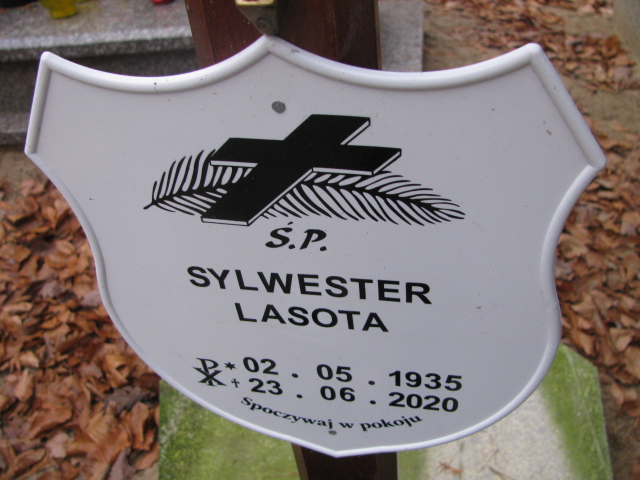 Ś.P.
SYLWESTER
LASOTA
* 02 . 05 . 1935
† 23 . 06 . 2020
Spoczywaj w pokoju